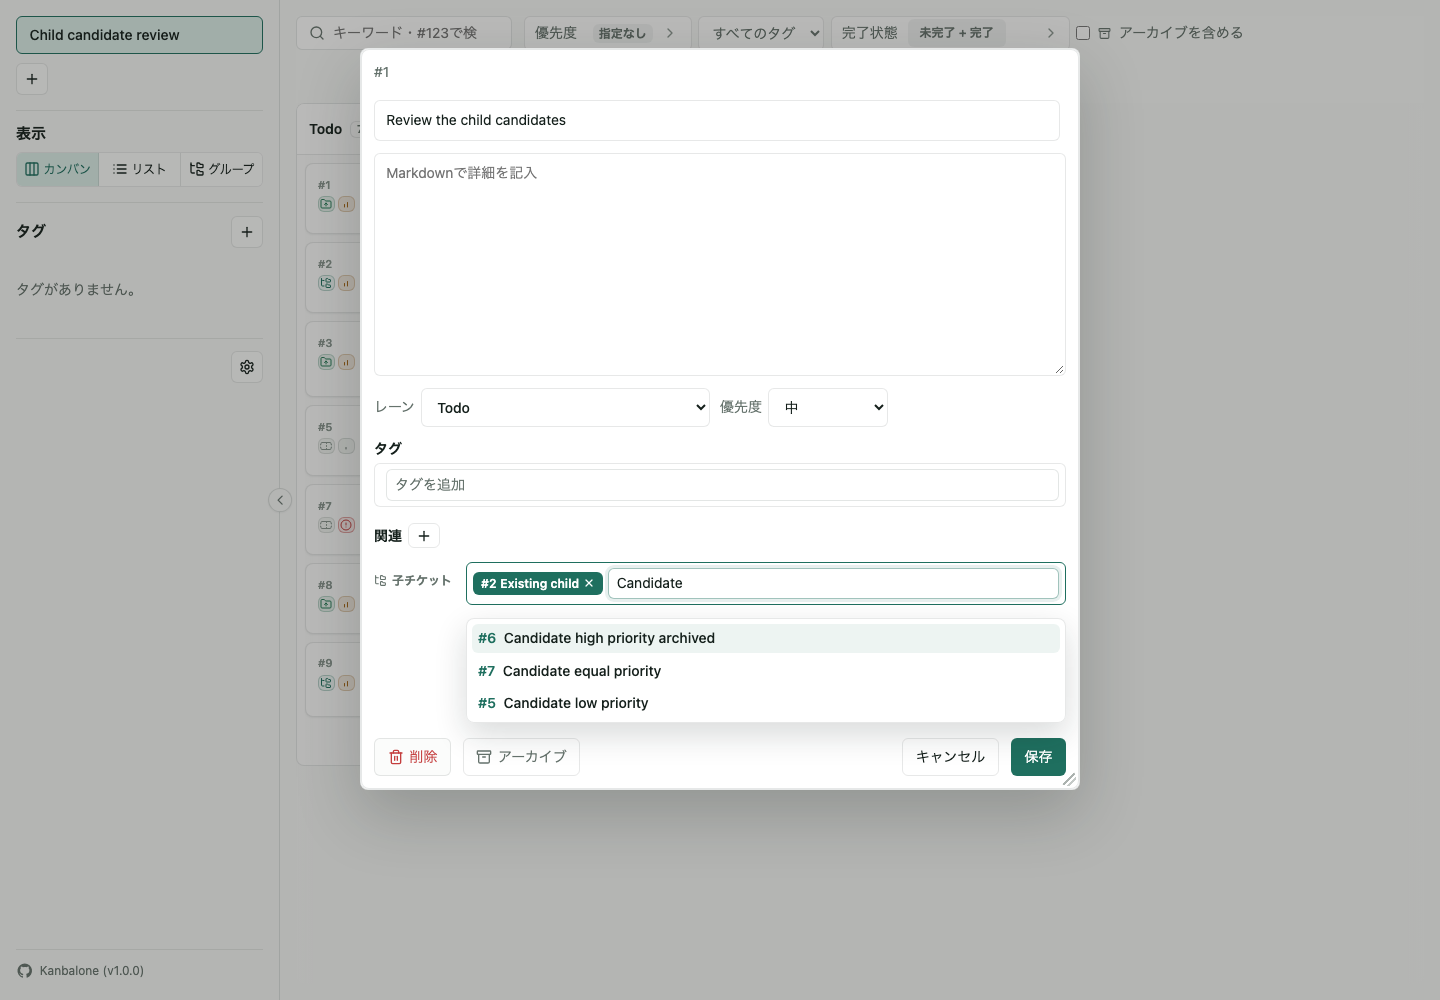 Child candidate review
表示
カンバン
リスト
グループ
タグ
タグがありません。
Kanbalone (v1.0.0)
キーワード・#123で検
優先度
指定なし
すべてのタグ
完了状態
未完了 + 完了
アーカイブを含める
Todo
#1
#2
#3
#5
#7
#8
#9
#1
Review the child candidates
Markdownで詳細を記入
レーン
Todo
優先度
中
タグ
タグを追加
関連
子チケット
#2 Existing child ×
Candidate
#6 Candidate high priority archived
#7 Candidate equal priority
#5 Candidate low priority
削除
アーカイブ
キャンセル
保存